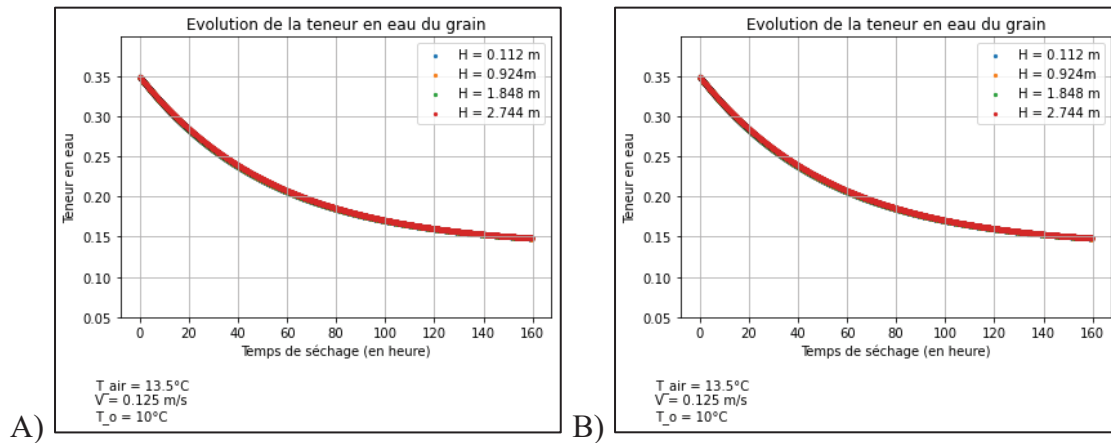 Evolution de la teneur en eau du grain
H = 0.112 m
H = 0.924m
H = 1.848 m
H = 2.744 m
Teneur en eau
0.35
0.30
0.25
0.20
0.15
0.10
0.05
0 20 40 60 80 100 120 140 160
Temps de séchage (en heure)
T_air = 13.5°C
V = 0.125 m/s
T_o = 10°C
A)
Evolution de la teneur en eau du grain
H = 0.112 m
H = 0.924m
H = 1.848 m
H = 2.744 m
Teneur en eau
0.35
0.30
0.25
0.20
0.15
0.10
0.05
0 20 40 60 80 100 120 140 160
Temps de séchage (en heure)
T_air = 13.5°C
V = 0.125 m/s
T_o = 10°C
B)